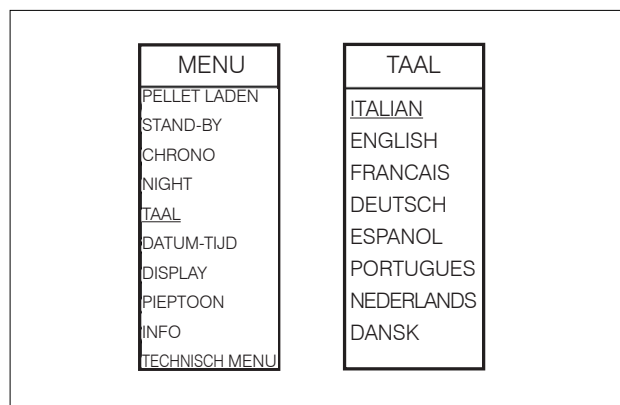 MENU
PELLET LADEN
STAND-BY
CHRONO
NIGHT
TAAL
DATUM-TIJD
DISPLAY
PIEPTOON
INFO
TECHNISCH MENU
TAAL
ITALIAN
ENGLISH
FRANCAIS
DEUTSCH
ESPANOL
PORTUGUES
NEDERLANDS
DANSK